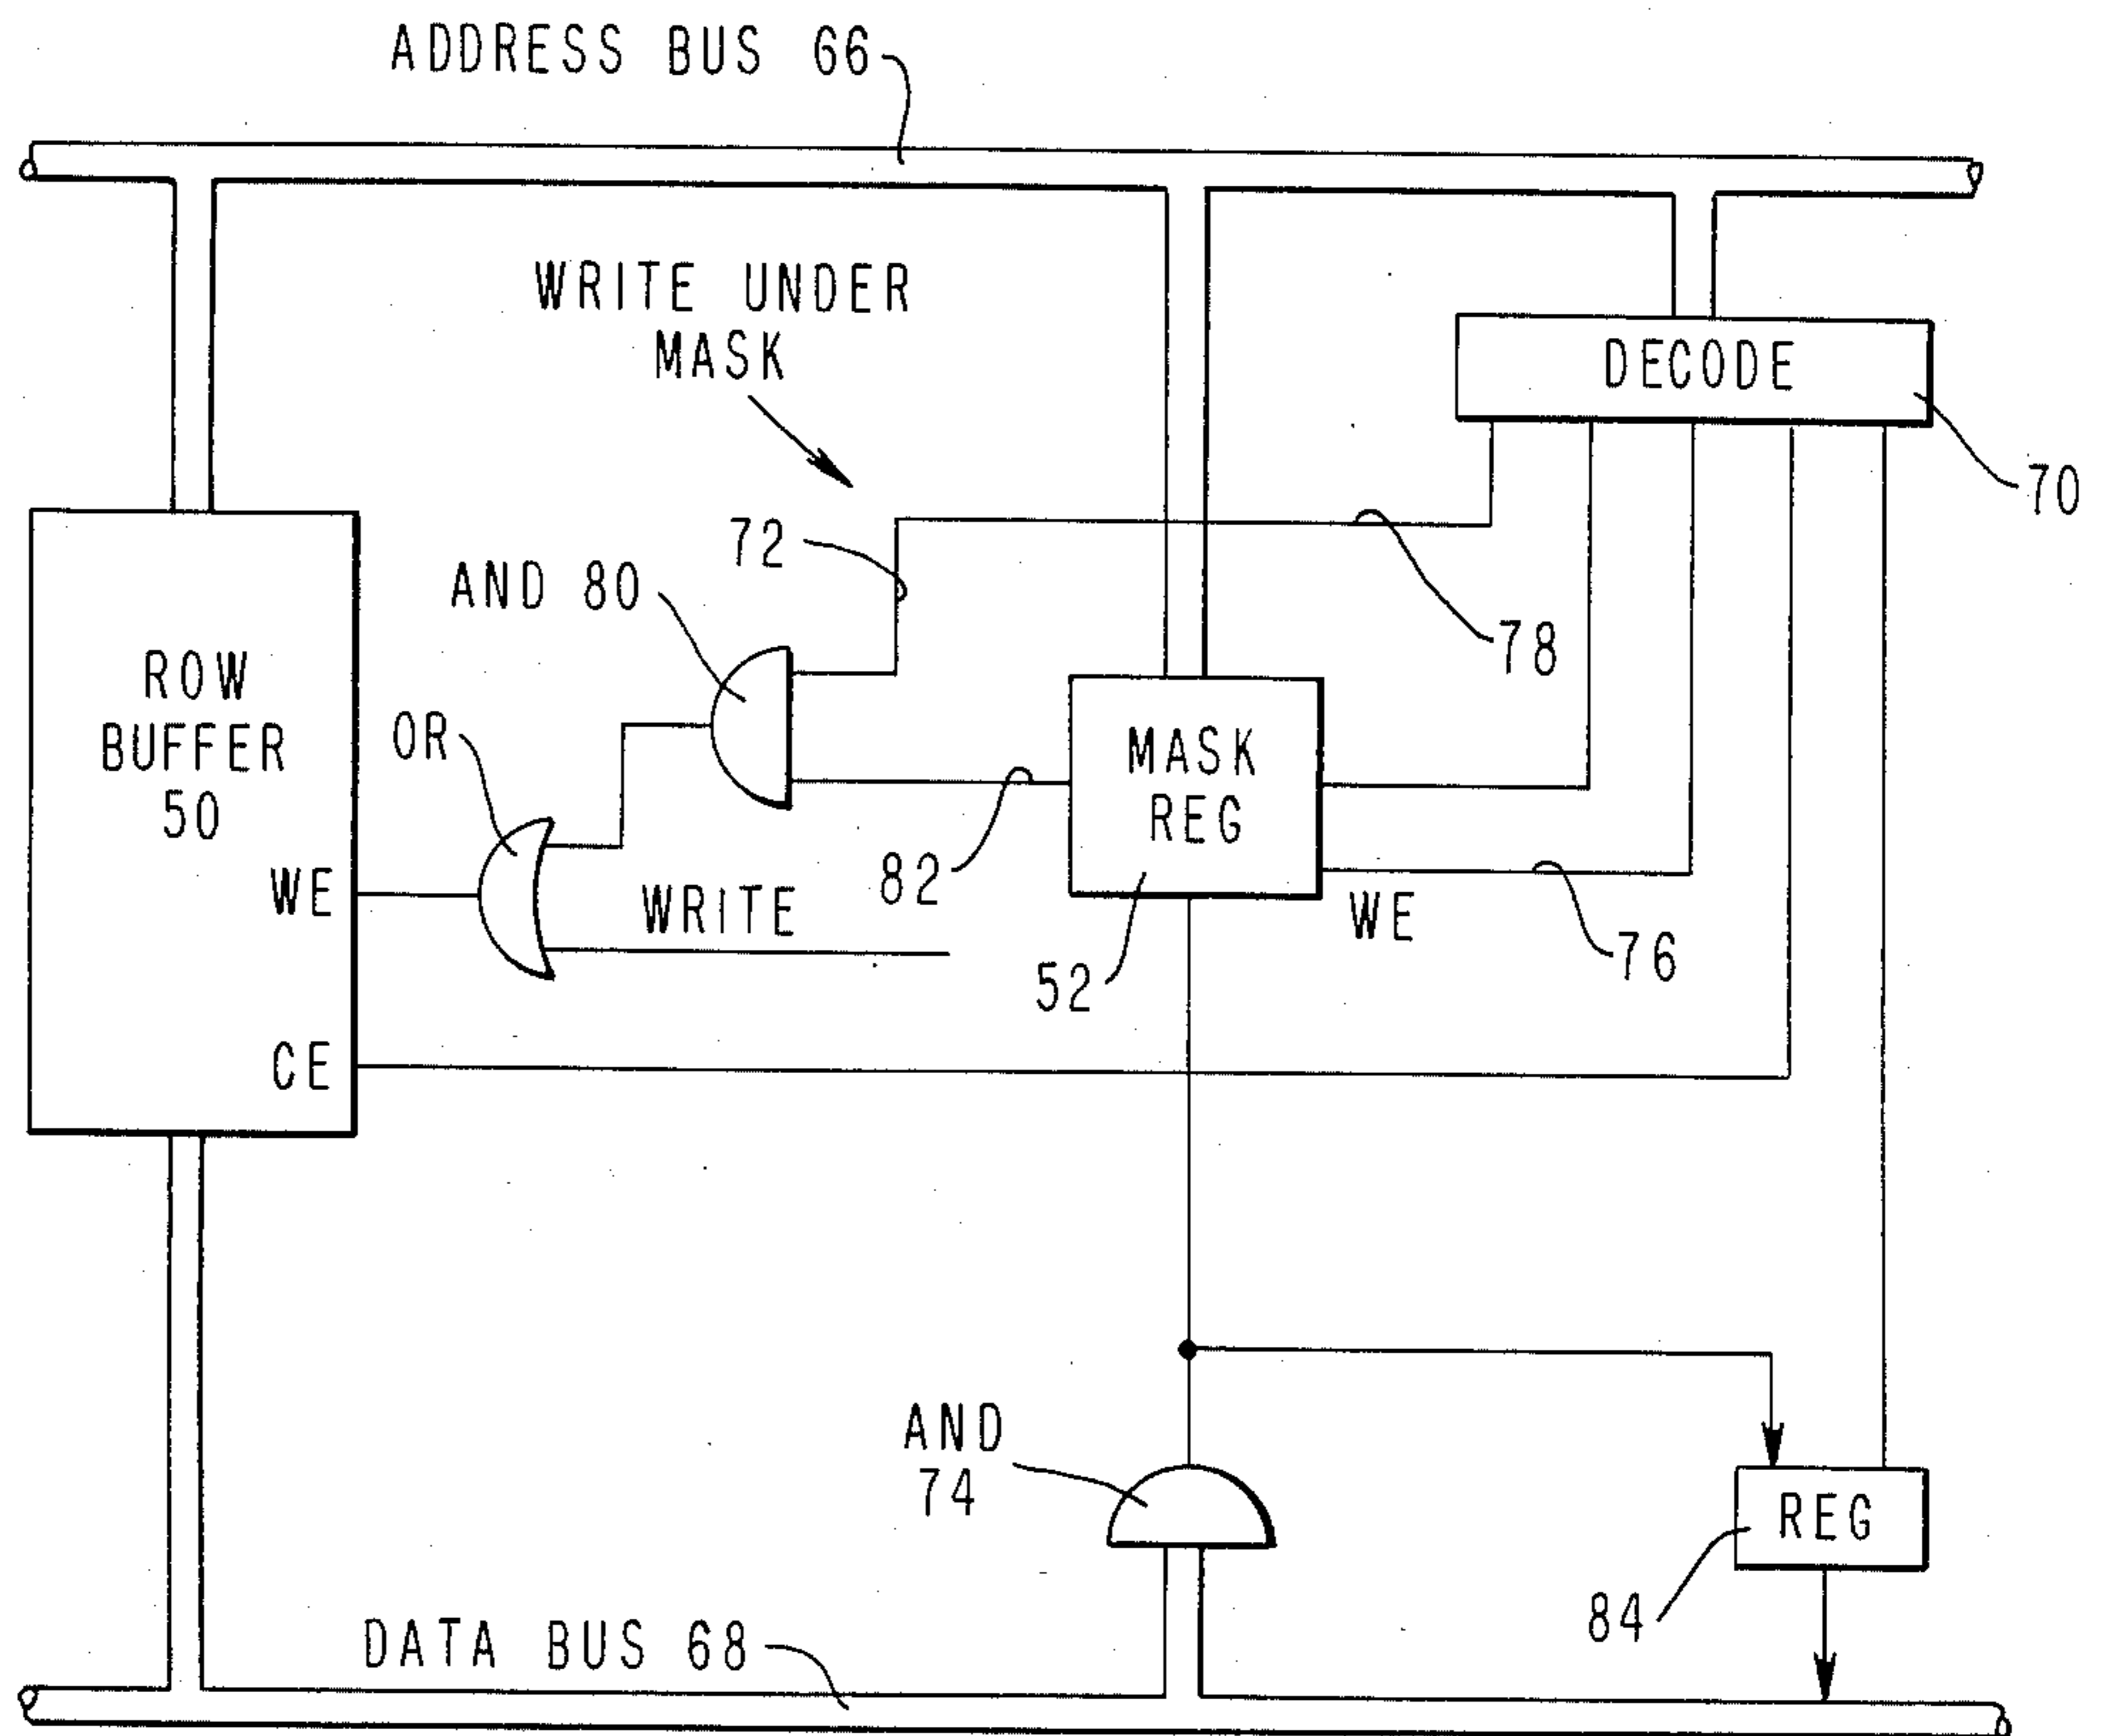 ADDRESS BUS 66
WRITE UNDER
MASK
DECODE
70
72
AND 80
78
ROW
BUFFER
50
OR
MASK
REG
82
WE
WRITE
WE
76
52
CE
AND
74
REG
84
DATA BUS 68